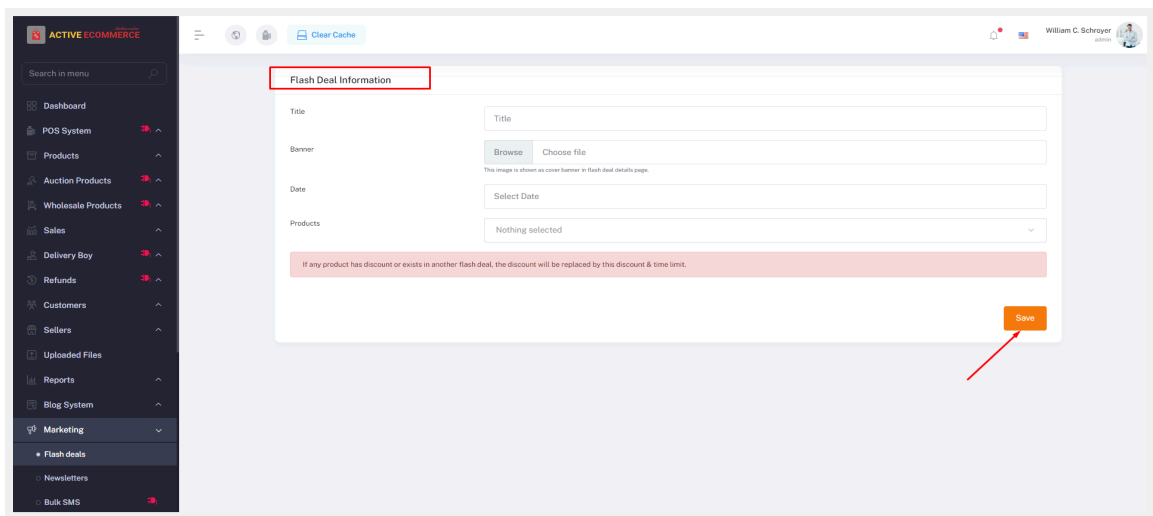 ACTIVE ECOMMERCE
Clear Cache
William C. Schroyer
admin
Search in menu
Dashboard
POS System
Products
Auction Products
Wholesale Products
Sales
Delivery Boy
Refunds
Customers
Sellers
Uploaded Files
Reports
Blog System
Marketing
Flash deals
Newsletters
Bulk SMS
Flash Deal Information
Title
Title
Banner
Browse Choose file
This image is shown as cover banner in flash deal details page.
Date
Select Date
Products
Nothing selected
If any product has discount or exists in another flash deal, the discount will be replaced by this discount & time limit.
Save